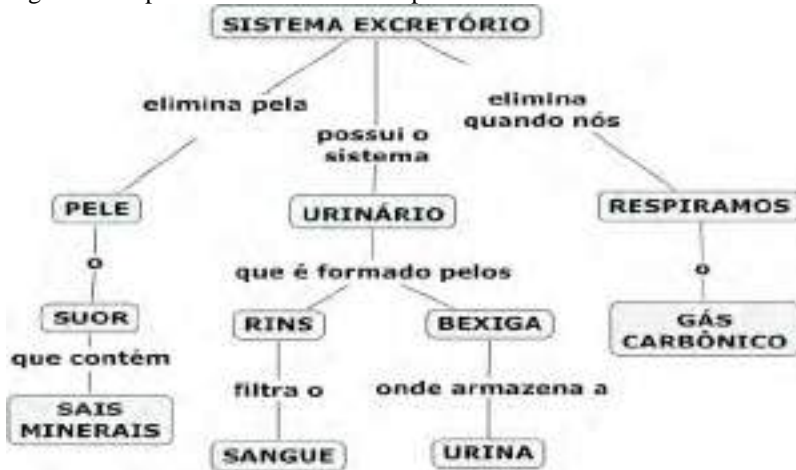 SISTEMA EXCRETÓRIO
elimina pela
possui o
sistema
elimina
quando nós
PELE
URINÁRIO
RESPIRAMOS
o
que é formado pelos
o
SUOR
RINS
BEXIGA
GÁS
CARBÔNICO
que contém
filtra o
onde armazena a
SAIS
MINERAIS
SANGUE
URINA